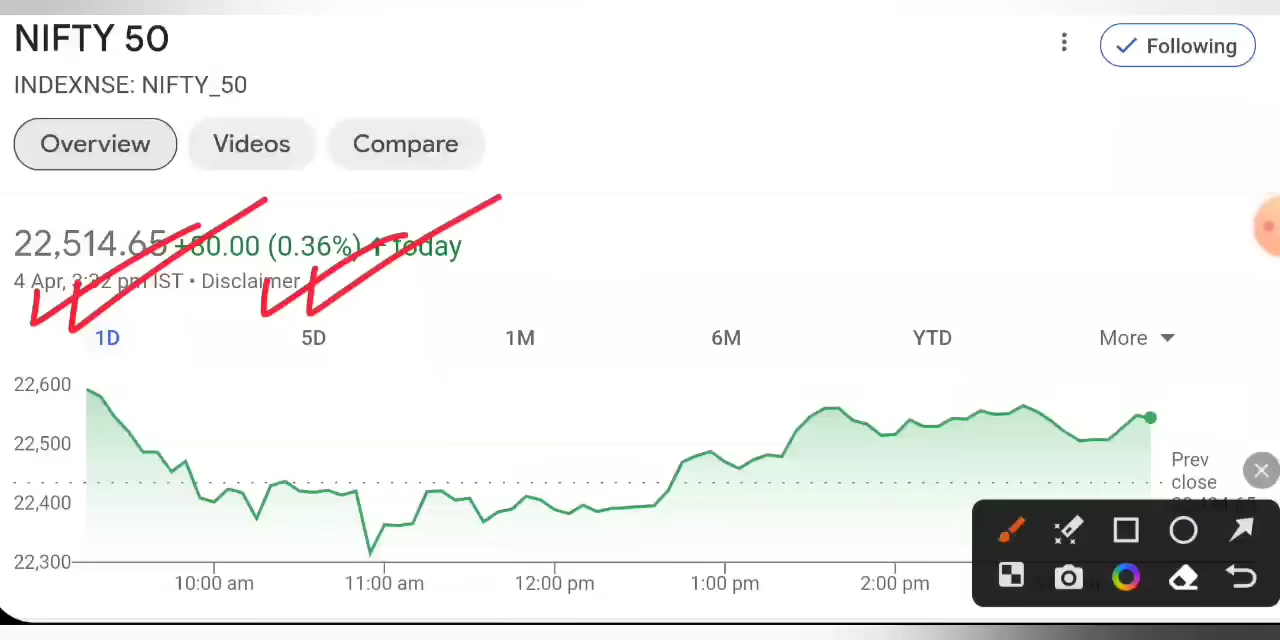 NIFTY 50
Following
INDEXNSE: NIFTY_50
Overview Videos Compare
22,514.65 +80.00 (0.36%) ↑ today
4 Apr, 3:32 pm IST • Disclaimer
1D 5D 1M 6M YTD More
22,600
22,500
22,400
22,300
Prev
close
10:00 am 11:00 am 12:00 pm 1:00 pm 2:00 pm